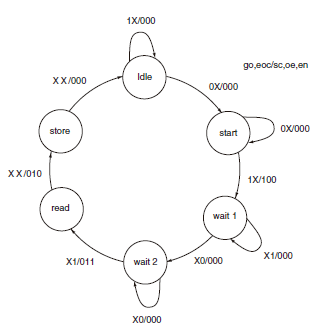 1X/000
go,eoc/sc,oe,en
X X/000
Idle
0X/000
store
start
0X/000
X X/010
1X/100
read
wait 1
X1/011
wait 2
X0/000
X1/000
X0/000